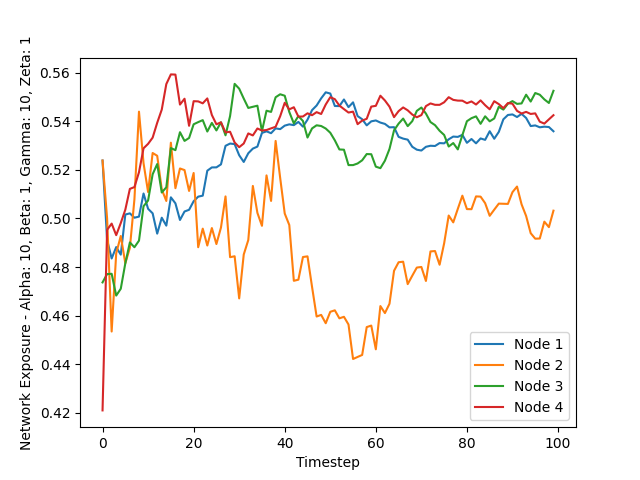 Network Exposure - Alpha: 10, Beta: 1, Gamma: 10, Zeta: 1
0.56
0.54
0.52
0.50
0.48
0.46
0.44
0.42
0
20
40
60
80
100
Timestep
Node 1
Node 2
Node 3
Node 4